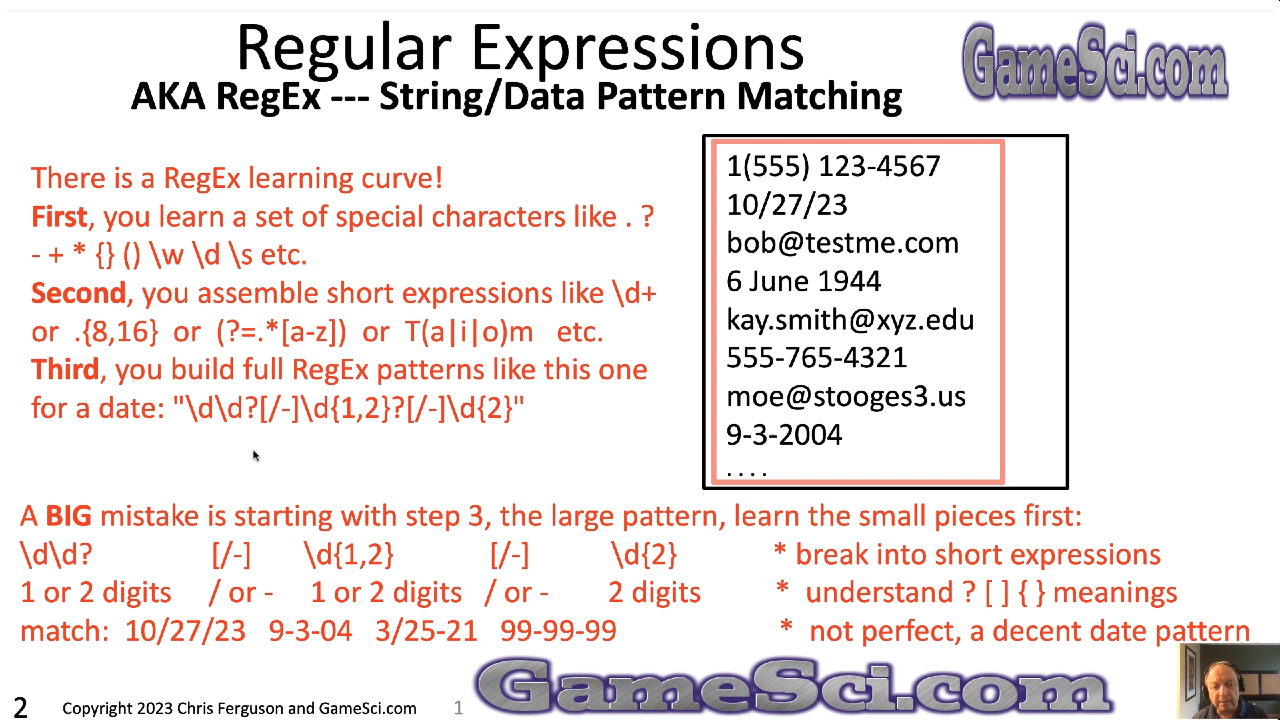 Regular Expressions
AKA RegEx --- String/Data Pattern Matching
GameSci.com
There is a RegEx learning curve!
First, you learn a set of special characters like . ?
- + * {} () \w \d \s etc.
Second, you assemble short expressions like \d+
or .{8,16} or (?=.*[a-z]) or T(a|i|o)m etc.
Third, you build full RegEx patterns like this one
for a date: "\d\d?[/-]\d{1,2}?[/-]\d{2}"
1(555) 123-4567
10/27/23
bob@testme.com
6 June 1944
kay.smith@xyz.edu
555-765-4321
moe@stooges3.us
9-3-2004
. . . .
A BIG mistake is starting with step 3, the large pattern, learn the small pieces first:
\d\d? [/-] \d{1,2} [/-] \d{2} * break into short expressions
1 or 2 digits / or - 1 or 2 digits / or - 2 digits * understand ? [ ] { } meanings
match: 10/27/23 9-3-04 3/25-21 99-99-99 * not perfect, a decent date pattern
GameSci.com
2 Copyright 2023 Chris Ferguson and GameSci.com 1